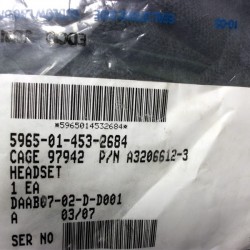 *5965014532684*
5965-01-453-2684
CAGE 97942 P/N A3206612-3
HEADSET
1 EA
DAAB07-02-D-D001
A 03/07
SER NO